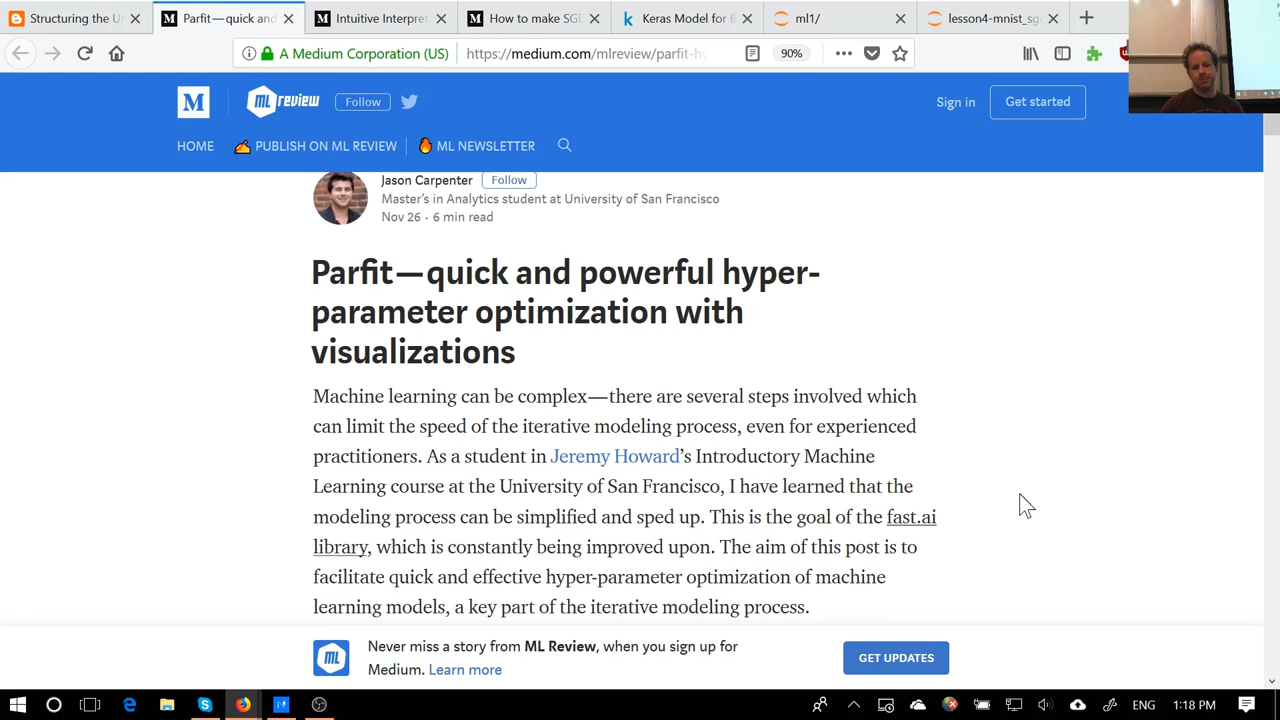 Structuring the Ur
Parfit — quick and
Intuitive Interpret
How to make SGD
Keras Model for B
ml1/
lesson4-mnist_sg
A Medium Corporation (US)
https://medium.com/mlreview/parfit-hy
90%
M
ML review
Follow
Sign in
Get started
HOME
PUBLISH ON ML REVIEW
ML NEWSLETTER
Jason Carpenter
Follow
Master's in Analytics student at University of San Francisco
Nov 26 · 6 min read
Parfit — quick and powerful hyper-
parameter optimization with
visualizations
Machine learning can be complex — there are several steps involved which
can limit the speed of the iterative modeling process, even for experienced
practitioners. As a student in Jeremy Howard's Introductory Machine
Learning course at the University of San Francisco, I have learned that the
modeling process can be simplified and sped up. This is the goal of the fast.ai
library, which is constantly being improved upon. The aim of this post is to
facilitate quick and effective hyper-parameter optimization of machine
learning models, a key part of the iterative modeling process.
ML
Never miss a story from ML Review, when you sign up for
Medium. Learn more
GET UPDATES
ENG
1:18 PM